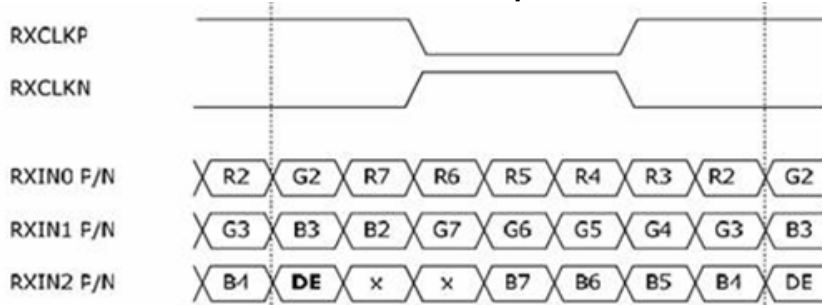 RXCLKP
RXCLKN
RXIN0 P/N R2 G2 R7 R6 R5 R4 R3 R2 G2
RXIN1 P/N G3 B3 B2 G7 G6 G5 G4 G3 B3
RXIN2 P/N B4 DE x x B7 B6 B5 B4 DE